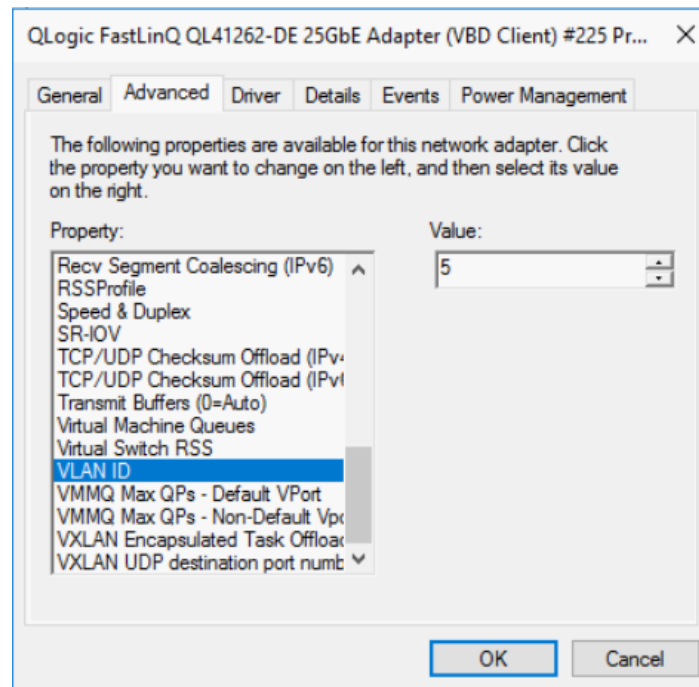 QLogic FastLinQ QL41262-DE 25GbE Adapter (VBD Client) #225 Pr...
General Advanced Driver Details Events Power Management
The following properties are available for this network adapter. Click
the property you want to change on the left, and then select its value
on the right.
Property:
Value:
Recv Segment Coalescing (IPv6)
RSSProfile
Speed & Duplex
SR-IOV
TCP/UDP Checksum Offload (IPv4
TCP/UDP Checksum Offload (IPv6
Transmit Buffers (0=Auto)
Virtual Machine Queues
Virtual Switch RSS
VLAN ID
VMMQ Max QPs - Default VPort
VMMQ Max QPs - Non-Default Vpo
VXLAN Encapsulated Task Offload
VXLAN UDP destination port numb
5
OK Cancel